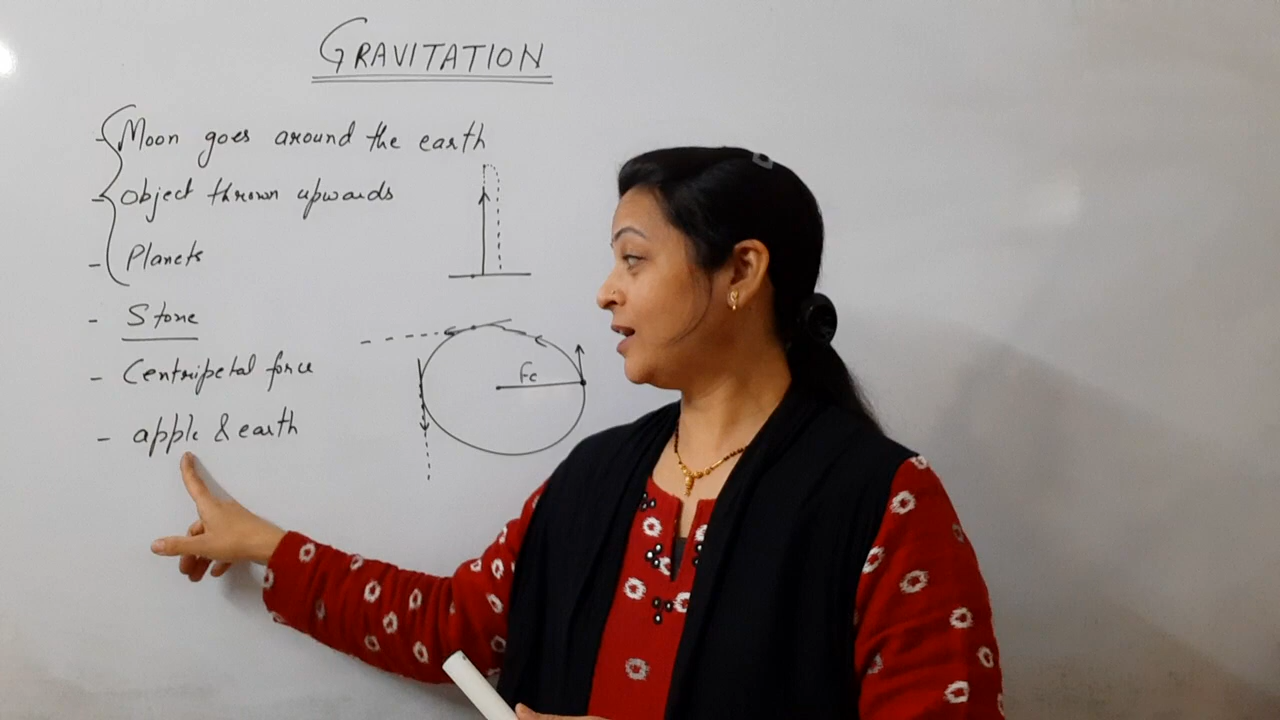 GRAVITATION
- Moon goes around the earth
- Object thrown upwards
- Planets
- Stone
- Centripetal force
Fc
- apple & earth